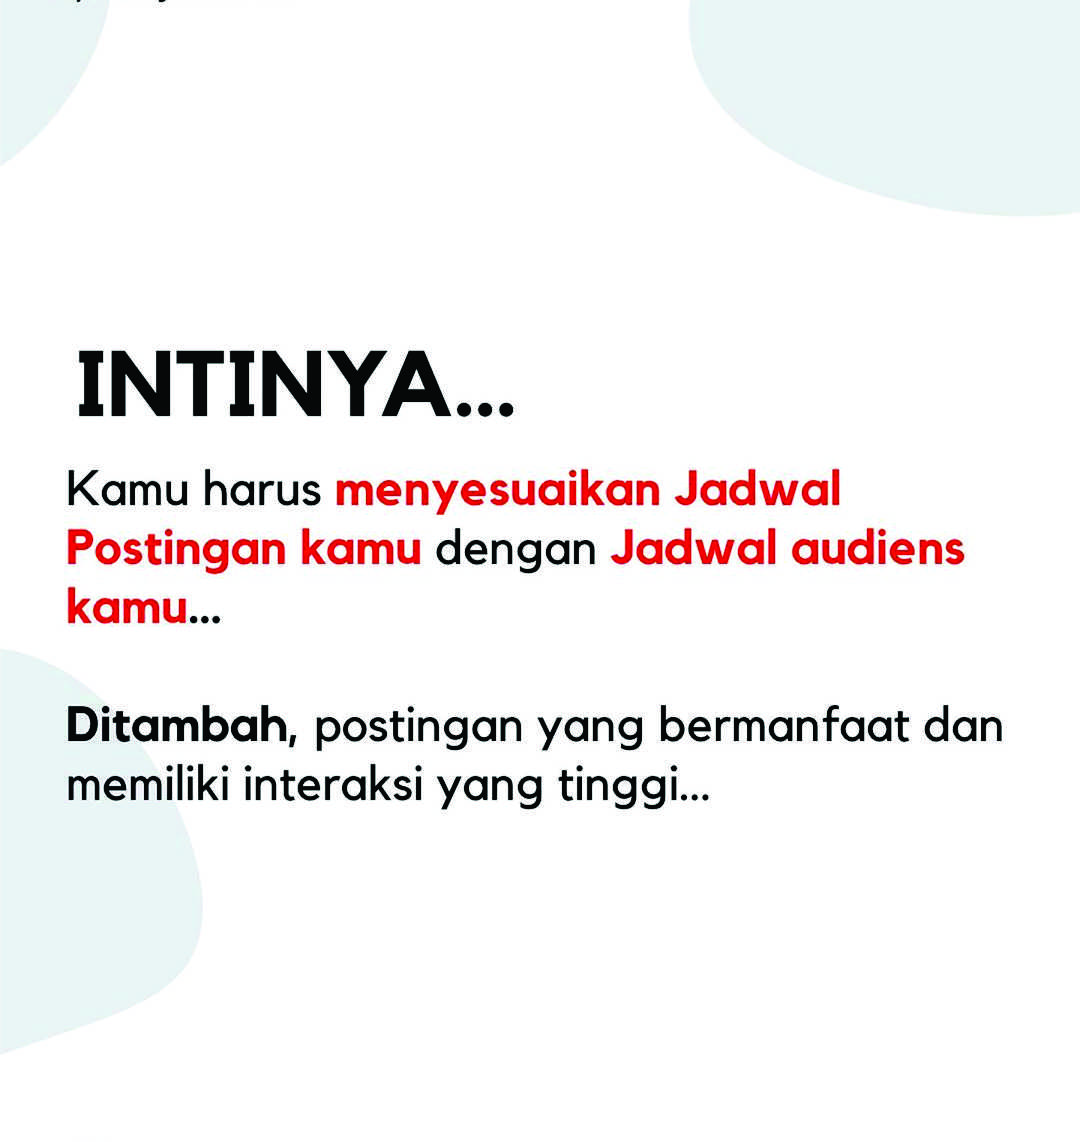 INTINYA...
Kamu harus menyesuaikan Jadwal
Postingan kamu dengan Jadwal audiens
kamu...
Ditambah, postingan yang bermanfaat dan
memiliki interaksi yang tinggi...